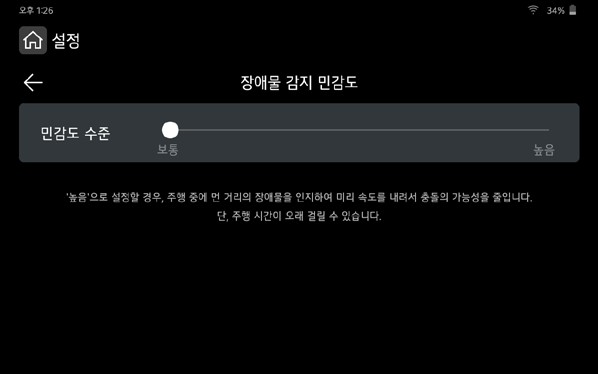 오후 1:26
34%
설정
장애물 감지 민감도
민감도 수준
보통
높음
'높음'으로 설정할 경우, 주행 중에 먼 거리의 장애물을 인지하여 미리 속도를 내려서 충돌의 가능성을 줄입니다.
단, 주행 시간이 오래 걸릴 수 있습니다.